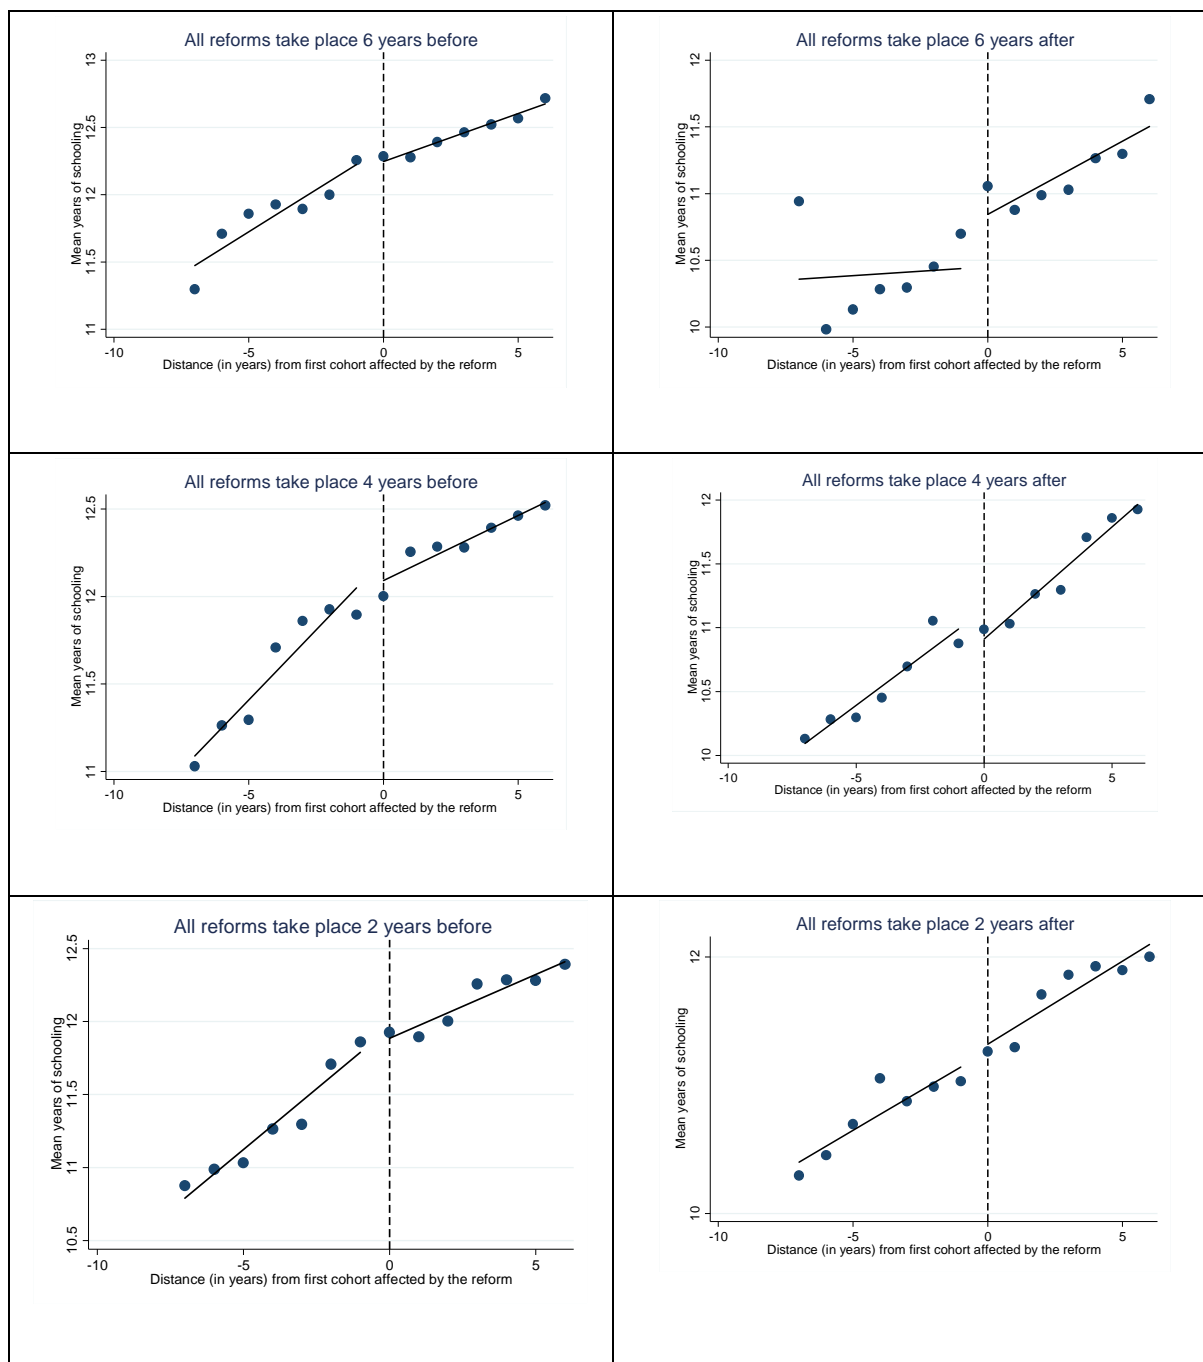 All reforms take place 6 years before
Mean years of schooling
13
12.5
12
11.5
11
-10
-5
0
5
Distance (in years) from first cohort affected by the reform
All reforms take place 6 years after
Mean years of schooling
12
11.5
11
10.5
10
-10
-5
0
5
Distance (in years) from first cohort affected by the reform
All reforms take place 4 years before
Mean years of schooling
12.5
12
11.5
11
-10
-5
0
5
Distance (in years) from first cohort affected by the reform
All reforms take place 4 years after
Mean years of schooling
12
11.5
11
10.5
10
-10
-5
0
5
Distance (in years) from first cohort affected by the reform
All reforms take place 2 years before
Mean years of schooling
12.5
12
11.5
11
10.5
-10
-5
0
5
Distance (in years) from first cohort affected by the reform
All reforms take place 2 years after
Mean years of schooling
12
10
-10
-5
0
5
Distance (in years) from first cohort affected by the reform